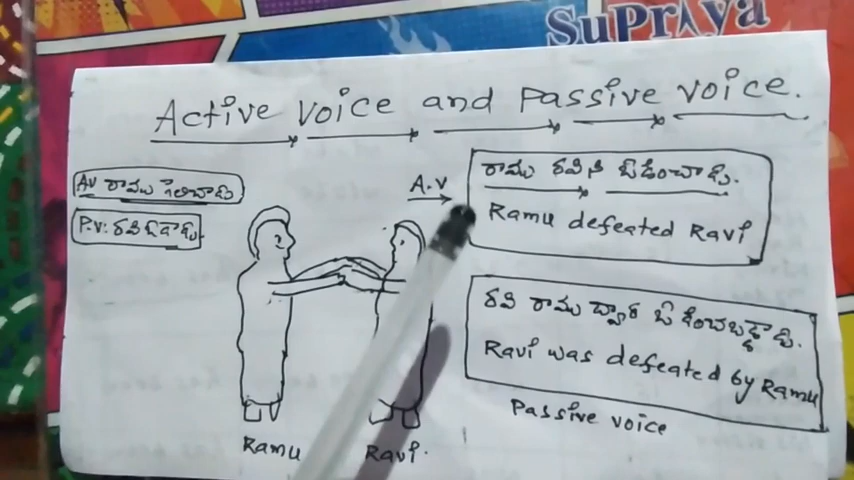 SuPrAya
Active voice and Passive voice.
Av రాము గెలిచాడు
P.V: రవి ఓడాడు
A.V
రాము రవిని ఓడించాడు.
Ramu defeated Ravi
రవి రాము ద్వారా ఓడించబడ్డాడు.
Ravi was defeated by Ramu
Passive voice
Ramu
Ravi.